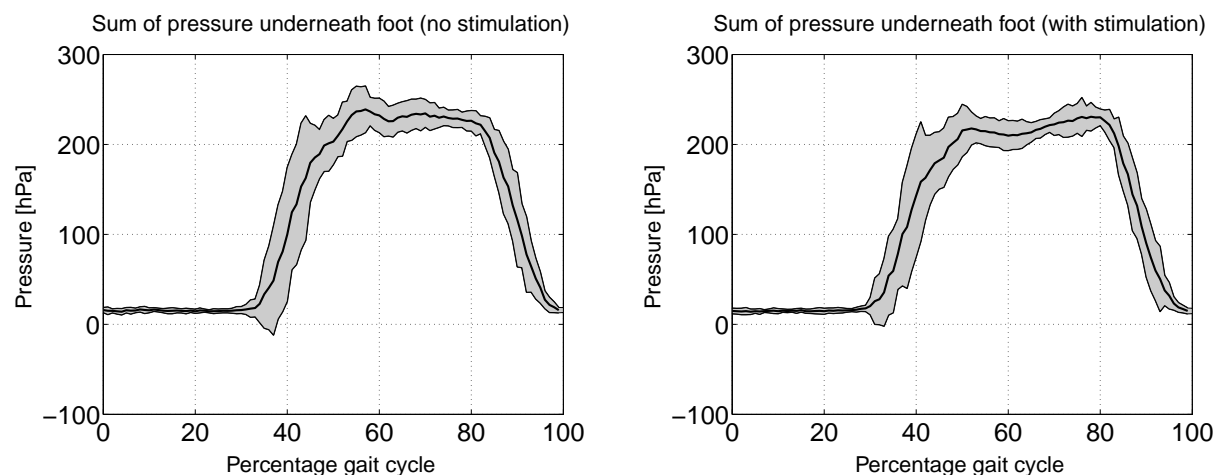 Sum of pressure underneath foot (no stimulation)
300
200
100
0
−100
Pressure [hPa]
0 20 40 60 80 100
Percentage gait cycle
Sum of pressure underneath foot (with stimulation)
300
200
100
0
−100
Pressure [hPa]
0 20 40 60 80 100
Percentage gait cycle